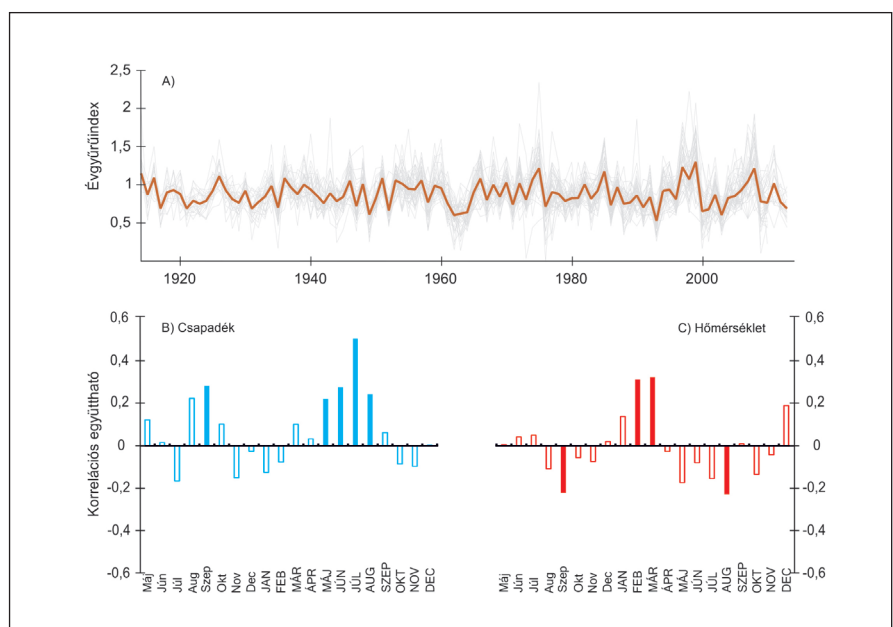 A)
Évgyűrűindex
2,5
2
1,5
1
0,5
1920 1940 1960 1980 2000
B) Csapadék
C) Hőmérséklet
Korrelációs együttható
0,6
0,4
0,2
0
-0,2
-0,4
-0,6
0,6
0,4
0,2
0
-0,2
-0,4
-0,6
Máj Jún Júl Aug Szep Okt Nov Dec JAN FEB MÁR ÁPR MÁJ JÚN JÚL AUG SZEP OKT NOV DEC
Máj Jún Júl Aug Szep Okt Nov Dec JAN FEB MÁR ÁPR MÁJ JÚN JÚL AUG SZEP OKT NOV DEC